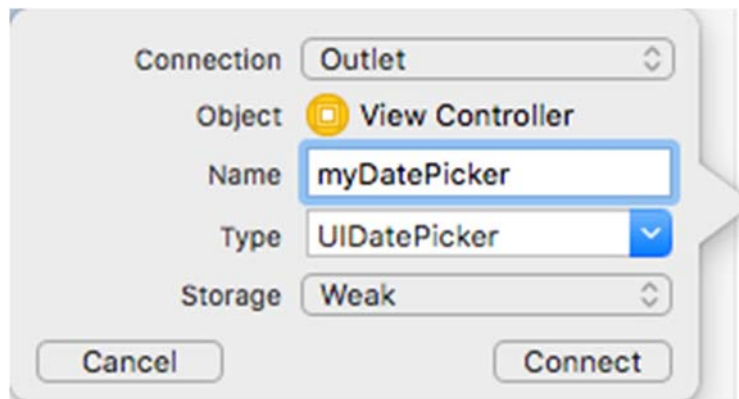 Connection Outlet
Object View Controller
Name myDatePicker
Type UIDatePicker
Storage Weak
Cancel Connect